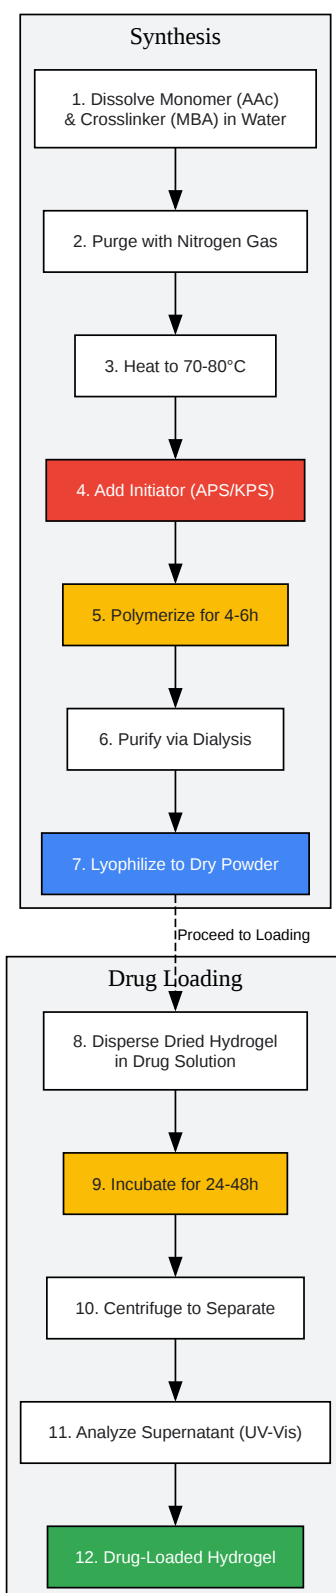 Synthesis
1. Dissolve Monomer (AAc)
& Crosslinker (MBA) in Water
2. Purge with Nitrogen Gas
3. Heat to 70-80°C
4. Add Initiator (APS/KPS)
5. Polymerize for 4-6h
6. Purify via Dialysis
7. Lyophilize to Dry Powder
Proceed to Loading
Drug Loading
8. Disperse Dried Hydrogel
in Drug Solution
9. Incubate for 24-48h
10. Centrifuge to Separate
11. Analyze Supernatant (UV-Vis)
12. Drug-Loaded Hydrogel